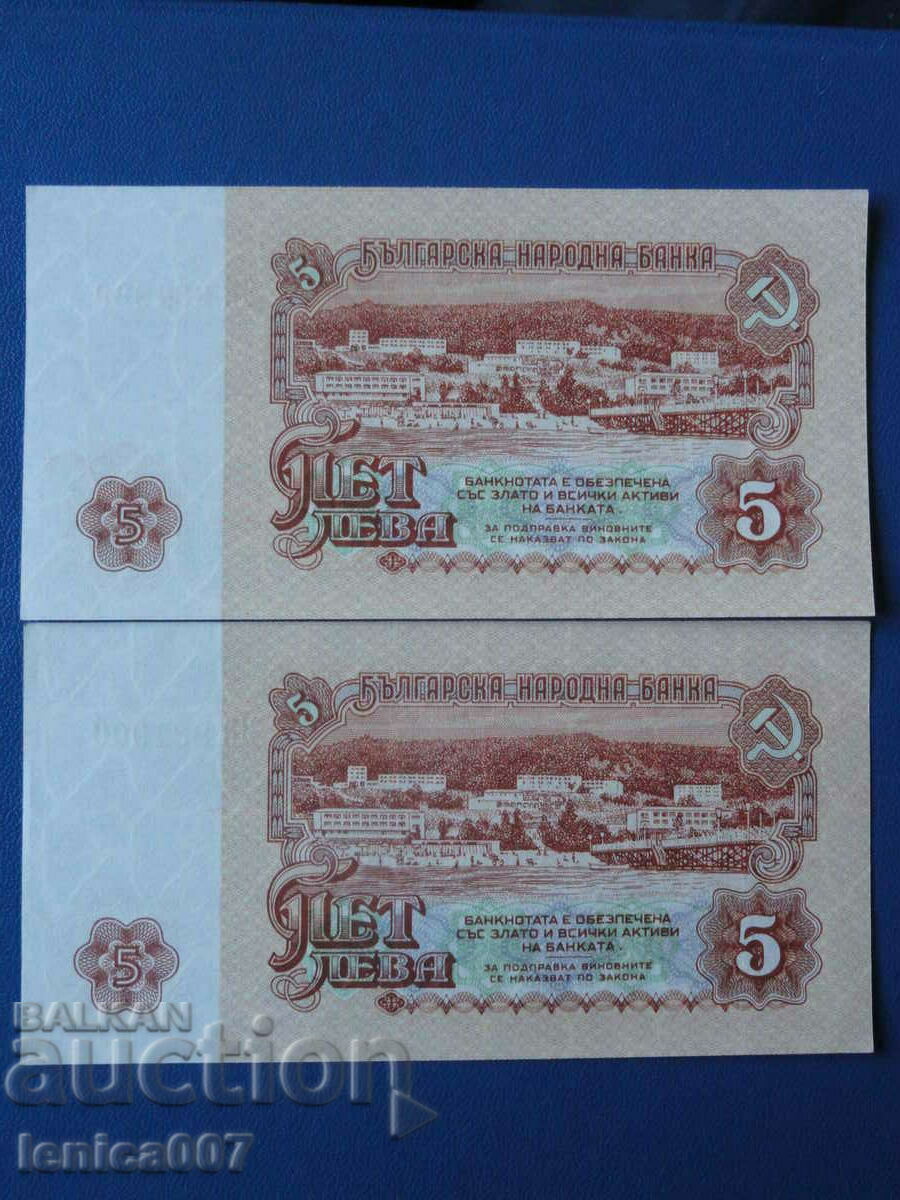 5
БЪЛГАРСКА НАРОДНА БАНКА
ПЕТ
ЛЕВА
БАНКНОТАТА Е ОБЕЗПЕЧЕНА
СЪС ЗЛАТО И ВСИЧКИ АКТИВИ
НА БАНКАТА.
ЗА ПОДПРАВКА ВИНОВНИТЕ
СЕ НАКАЗВАТ ПО ЗАКОНА
5
5
5
БЪЛГАРСКА НАРОДНА БАНКА
ПЕТ
ЛЕВА
БАНКНОТАТА Е ОБЕЗПЕЧЕНА
СЪС ЗЛАТО И ВСИЧКИ АКТИВИ
НА БАНКАТА.
ЗА ПОДПРАВКА ВИНОВНИТЕ
СЕ НАКАЗВАТ ПО ЗАКОНА
5
5
BALKAN
auction
lenica007